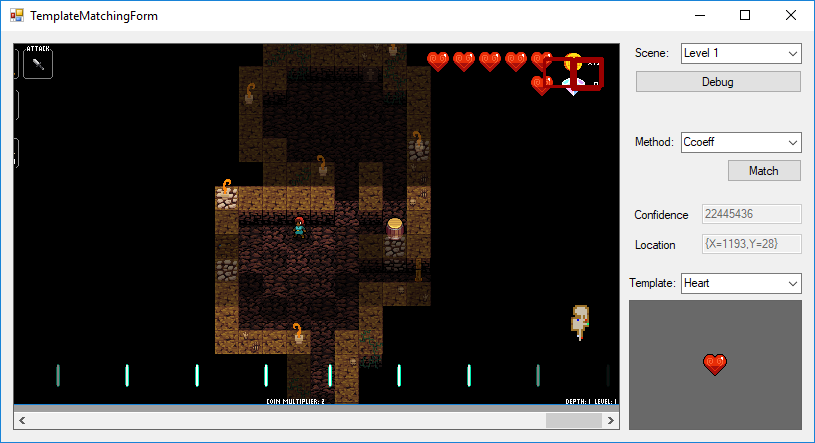 TemplateMatchingForm
ATTACK
Scene: Level 1
Debug
Method: Ccoeff
Match
Confidence 22445436
Location {X=1193,Y=28}
Template: Heart
COIN MULTIPLIER: 2
DEPTH: 1 LEVEL: 1